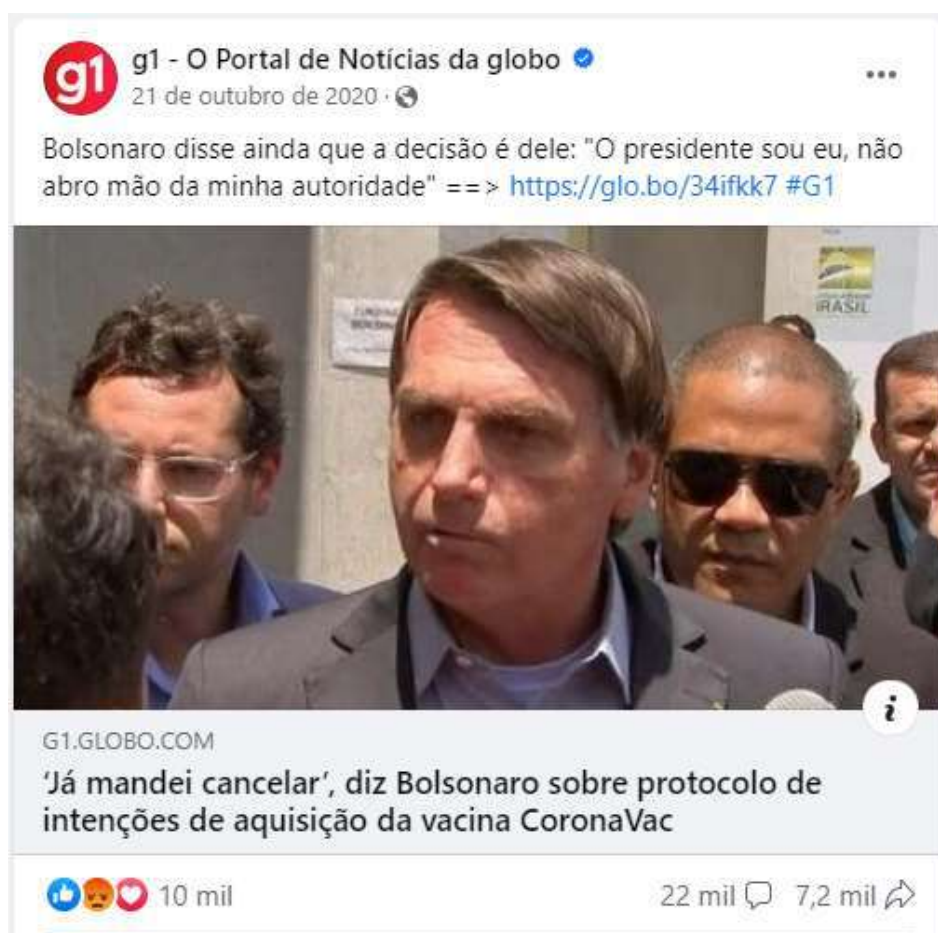 g1
g1 - O Portal de Notícias da globo
21 de outubro de 2020 ·
Bolsonaro disse ainda que a decisão é dele: "O presidente sou eu, não
abro mão da minha autoridade" ==> https://glo.bo/34ifkk7 #G1
BRASIL
i
G1.GLOBO.COM
‘Já mandei cancelar’, diz Bolsonaro sobre protocolo de
intenções de aquisição da vacina CoronaVac
10 mil
22 mil 7,2 mil